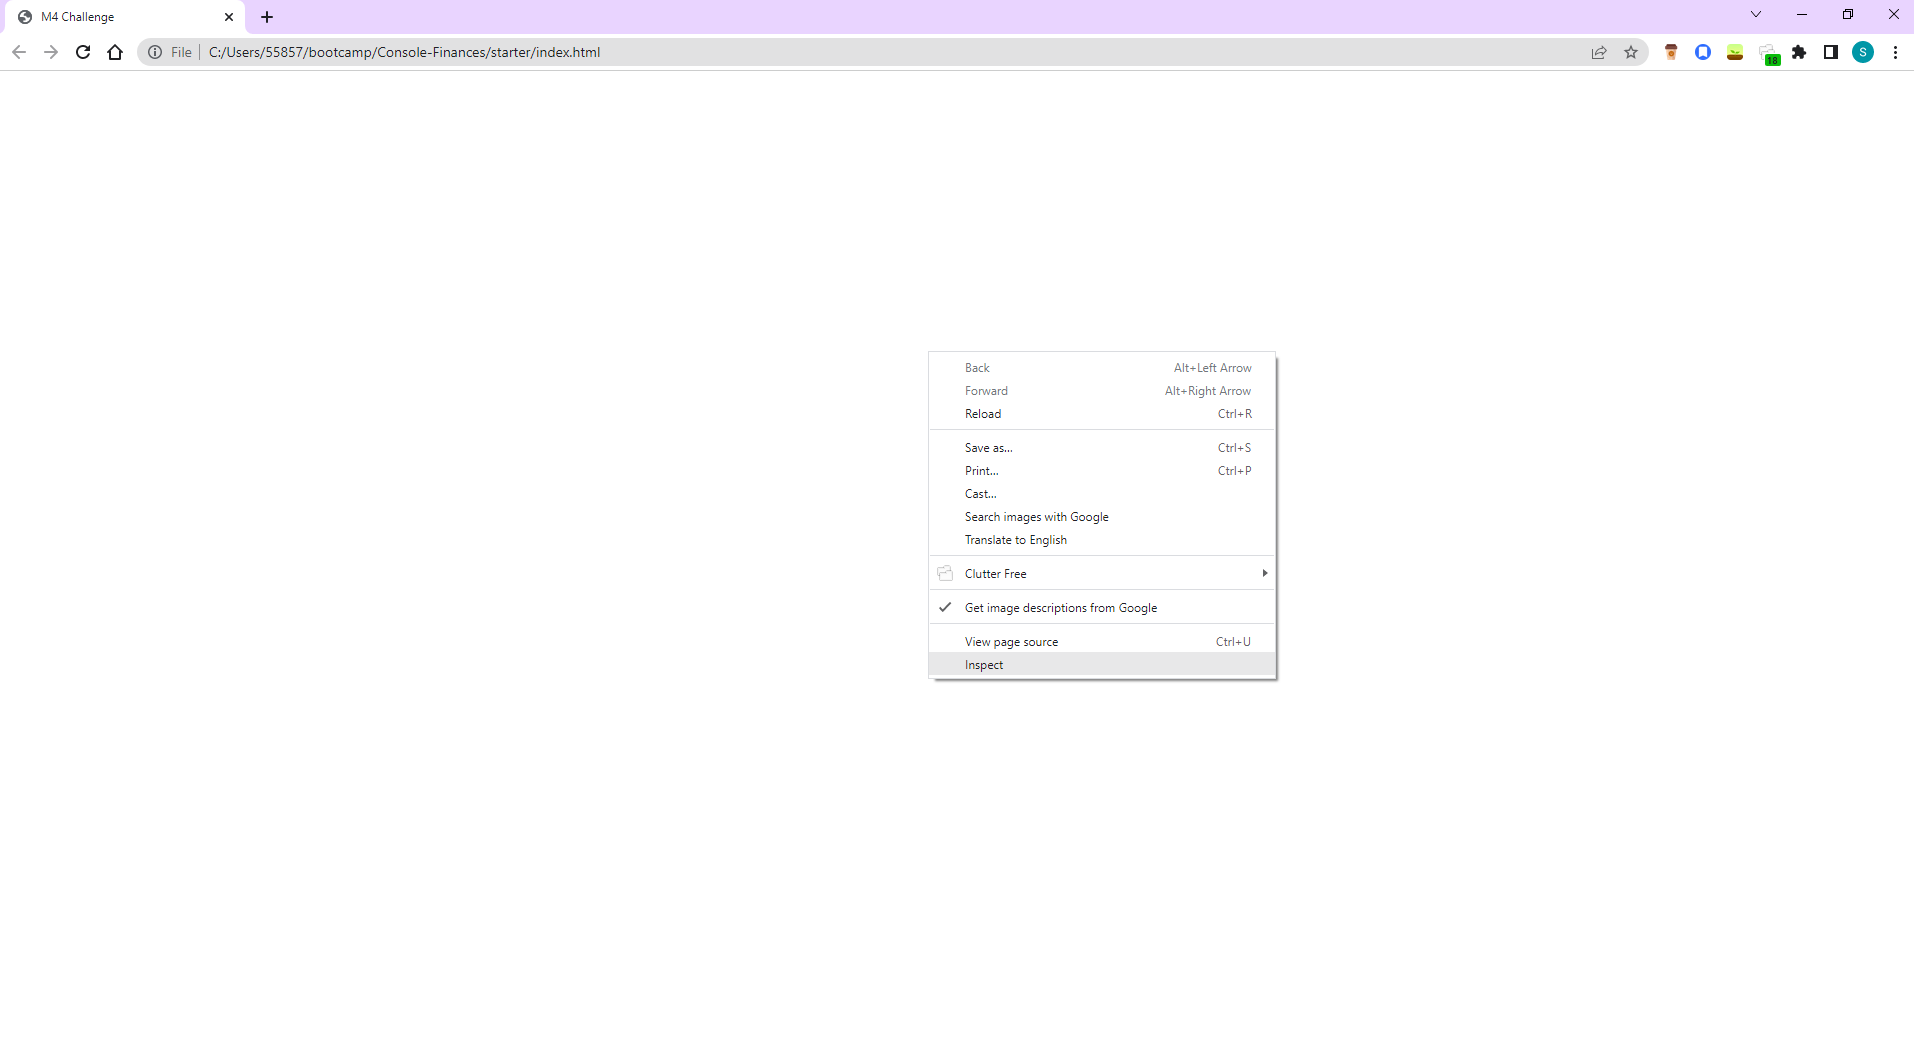 M4 Challenge
File C:/Users/55857/bootcamp/Console-Finances/starter/index.html
18
S
Back Alt+Left Arrow
Forward Alt+Right Arrow
Reload Ctrl+R
Save as... Ctrl+S
Print... Ctrl+P
Cast...
Search images with Google
Translate to English
Clutter Free
Get image descriptions from Google
View page source Ctrl+U
Inspect